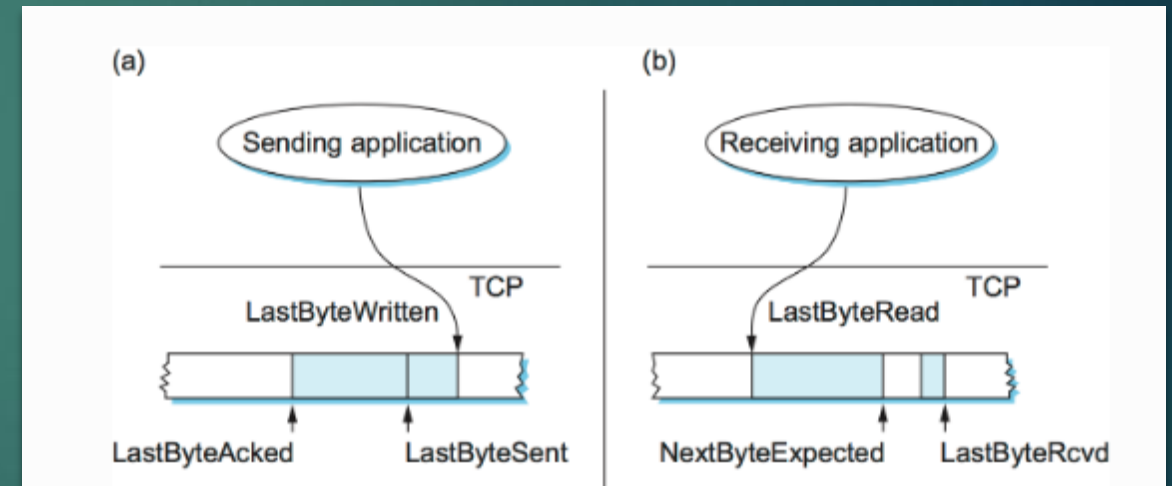 (a)
Sending application
TCP
LastByteWritten
LastByteAcked
LastByteSent
(b)
Receiving application
TCP
LastByteRead
NextByteExpected
LastByteRcvd